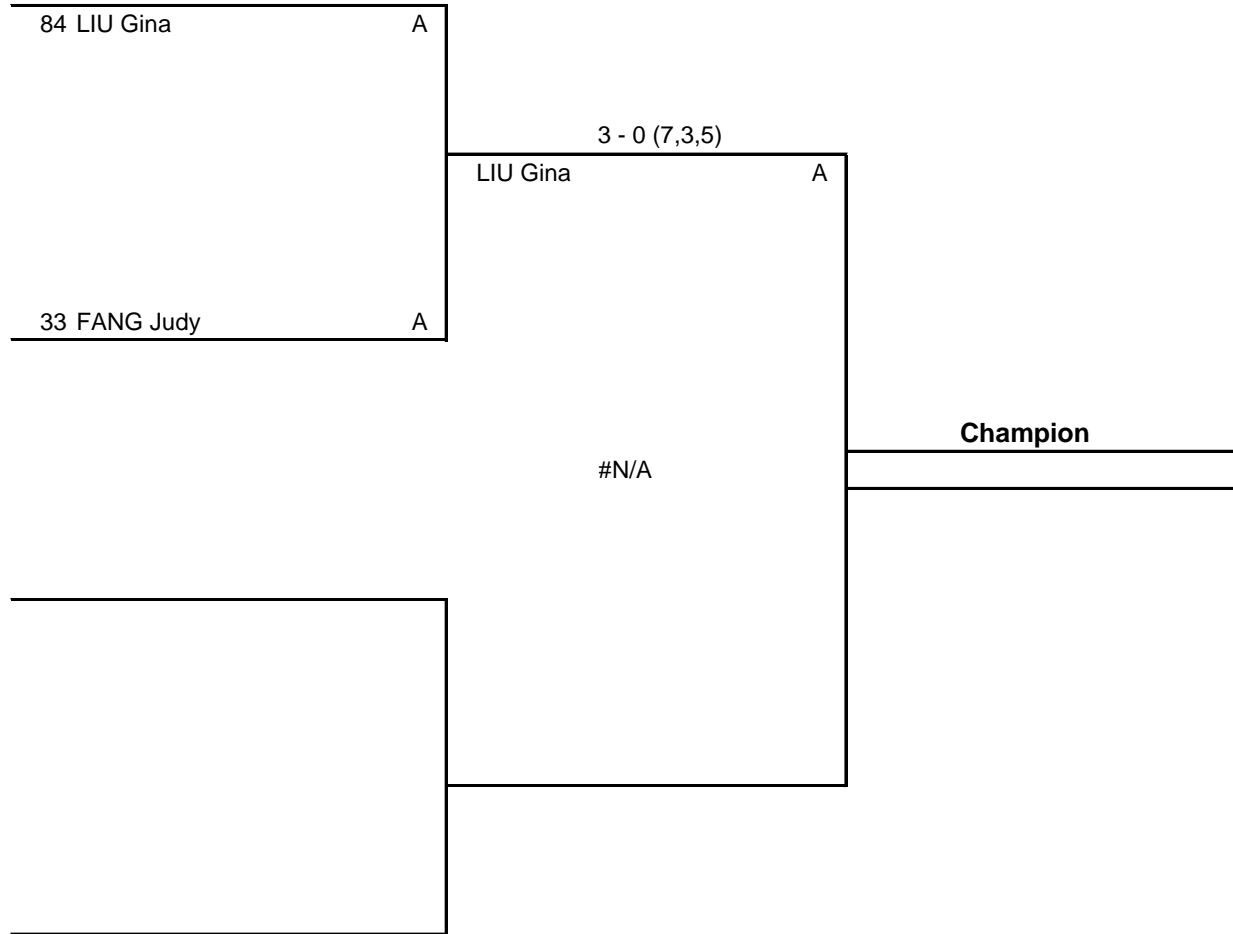 84 LIU Gina A
3 - 0 (7,3,5)
LIU Gina A
33 FANG Judy A
Champion
#N/A